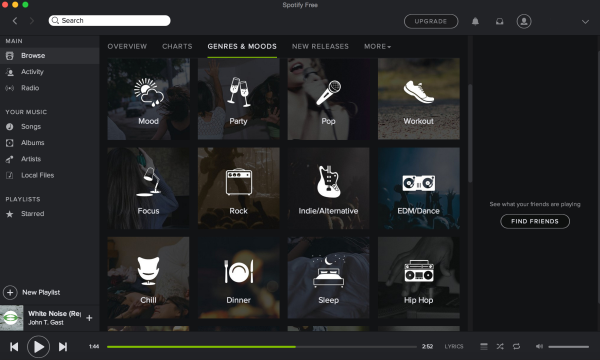 Spotify Free
Search
UPGRADE
MAIN
Browse
Activity
Radio
YOUR MUSIC
Songs
Albums
Artists
Local Files
PLAYLISTS
Starred
New Playlist
White Noise (Re
John T. Gast
OVERVIEW CHARTS GENRES & MOODS NEW RELEASES MORE
Mood Party Pop Workout
Focus Rock Indie/Alternative EDM/Dance
Chill Dinner Sleep Hip Hop
See what your friends are playing
FIND FRIENDS
1:44 2:52 LYRICS